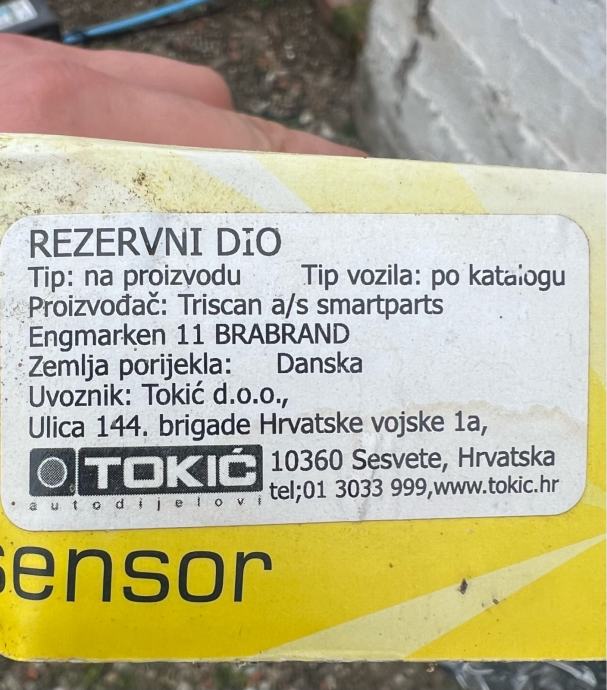 REZERVNI DIO
Tip: na proizvodu Tip vozila: po katalogu
Proizvođač: Triscan a/s smartparts
Engmarken 11 BRABRAND
Zemlja porijekla: Danska
Uvoznik: Tokić d.o.o.,
Ulica 144. brigade Hrvatske vojske 1a,
TOKIĆ
autodijelovi
10360 Sesvete, Hrvatska
tel;01 3033 999,www.tokic.hr
sensor